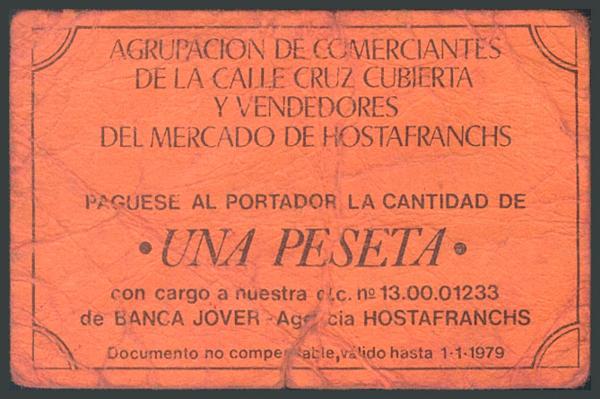 AGRUPACION DE COMERCIANTES
DE LA CALLE CRUZ CUBIERTA
Y VENDEDORES
DEL MERCADO DE HOSTAFRANCHS
PAGUESE AL PORTADOR LA CANTIDAD DE
• UNA PESETA •
con cargo a nuestra c/c. nº 13.00.01233
de BANCA JOVER - Agencia HOSTAFRANCHS
Documento no compensable, válido hasta 1-1-1979